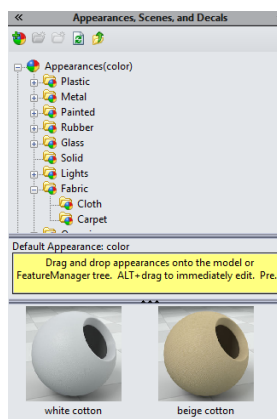 «
Appearances, Scenes, and Decals
Appearances(color)
Plastic
Metal
Painted
Rubber
Glass
Solid
Lights
Fabric
Cloth
Carpet
Default Appearance: color
Drag and drop appearances onto the model or
FeatureManager tree.  ALT+drag to immediately edit.  Pre.
white cotton
beige cotton